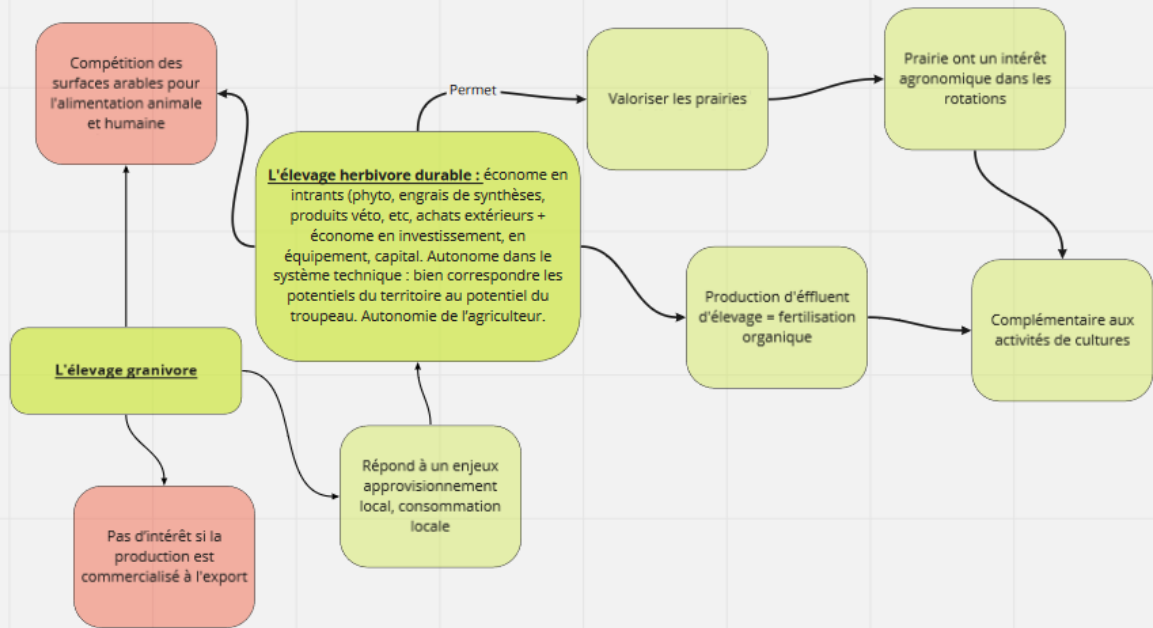 Compétition des
surfaces arables pour
l'alimentation animale
et humaine
Permet
Valoriser les prairies
Prairie ont un intérêt
agronomique dans les
rotations
L'élevage herbivore durable : économe en
intrants (phyto, engrais de synthèses,
produits véto, etc, achats extérieurs +
économe en investissement, en
équipement, capital. Autonome dans le
système technique : bien correspondre les
potentiels du territoire au potentiel du
troupeau. Autonomie de l'agriculteur.
Production d'éffluent
d'élevage = fertilisation
organique
Complémentaire aux
activités de cultures
L'élevage granivore
Répond à un enjeux
approvisionnement
local, consommation
locale
Pas d'intérêt si la
production est
commercialisé à l'export